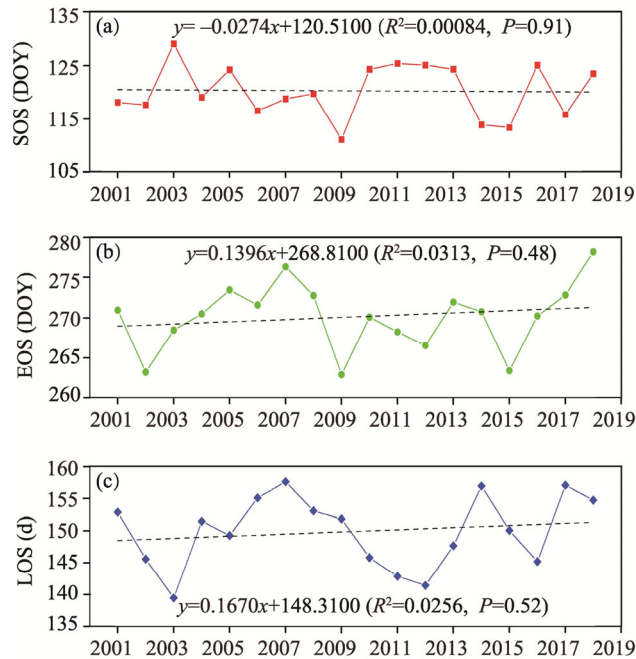 (a)
y= –0.0274x+120.5100 (R²=0.00084, P=0.91)
SOS (DOY)
135
125
115
105
2001 2003 2005 2007 2009 2011 2013 2015 2017 2019
(b)
y=0.1396x+268.8100 (R²=0.0313, P=0.48)
EOS (DOY)
280
275
270
265
260
2001 2003 2005 2007 2009 2011 2013 2015 2017 2019
(c)
LOS (d)
160
155
150
145
140
135
y=0.1670x+148.3100 (R²=0.0256, P=0.52)
2001 2003 2005 2007 2009 2011 2013 2015 2017 2019